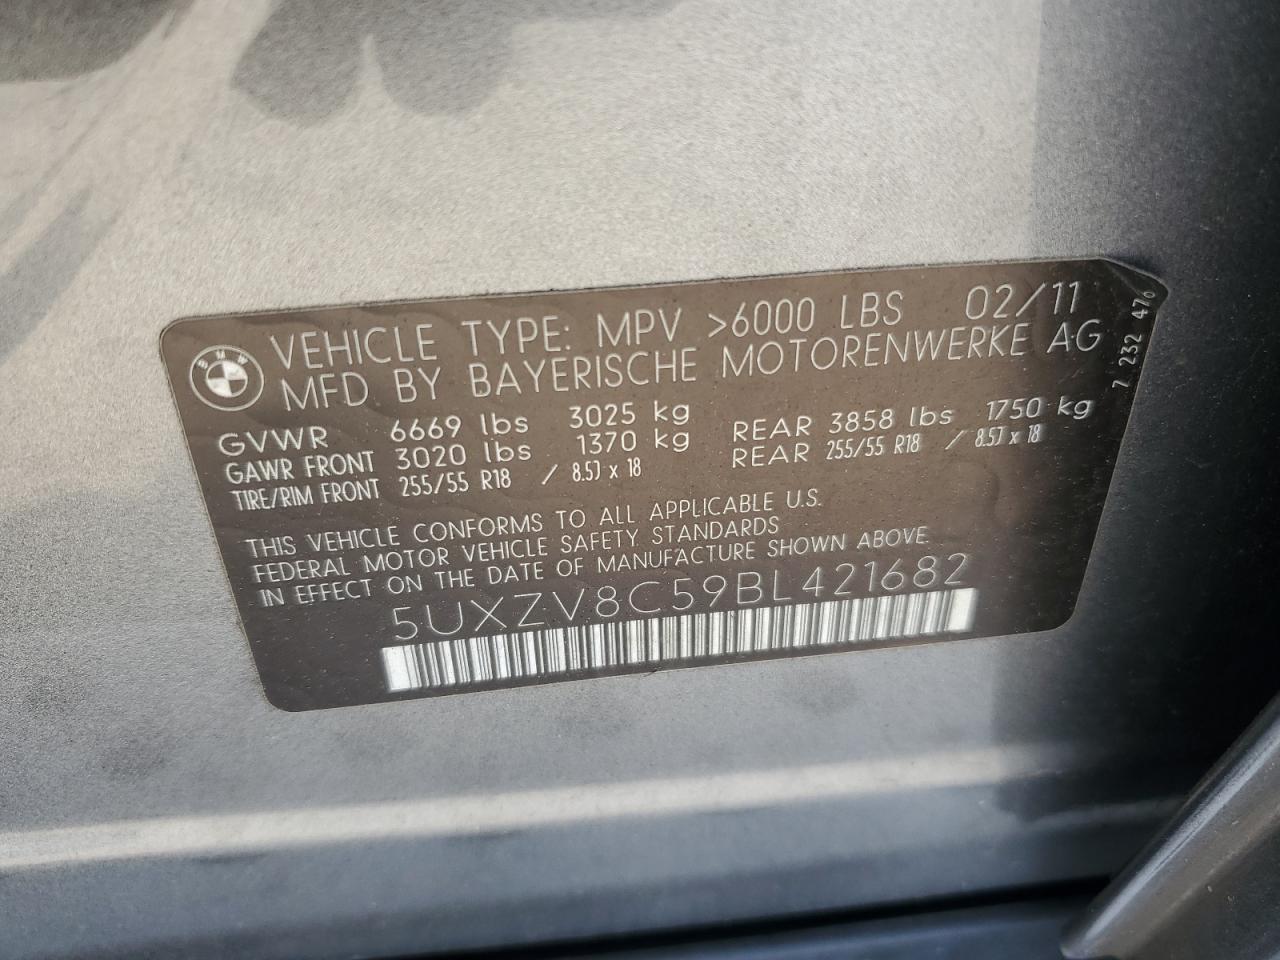 BMW
VEHICLE TYPE: MPV >6000 LBS 02/11
MFD BY BAYERISCHE MOTORENWERKE AG
GVWR 6669 lbs 3025 kg
GAWR FRONT 3020 lbs 1370 kg REAR 3858 lbs 1750 kg
TIRE/RIM FRONT 255/55 R18 / 8.5J x 18 REAR 255/55 R18 / 8.5J x 18
THIS VEHICLE CONFORMS TO ALL APPLICABLE U.S.
FEDERAL MOTOR VEHICLE SAFETY STANDARDS
IN EFFECT ON THE DATE OF MANUFACTURE SHOWN ABOVE.
5UXZV8C59BL421682
7 232 476